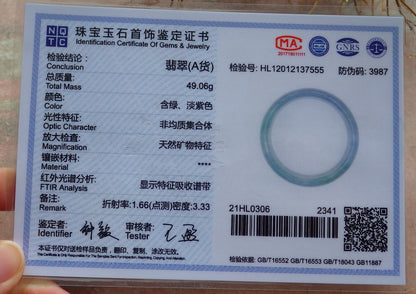 NGTC
珠宝玉石首饰鉴定证书
Identification Certificate Of Gems & Jewelry
MA
GNBS
检验结论:
Conclusion
翡翠(A货)
检验号: HL12012137555
防伪码: 3987
总质量:
Total Mass
49.06g
颜色:
Color
含绿、淡紫色
光性特征:
Optic Character
非均质集合体
放大检查:
Magnification
天然矿物特征
镶嵌材料:
Material
****
红外光谱分析:
FTIR Analysis
显示特征吸收谱带
备注:
Remark
折射率:1.66(点测)密度:3.33
21HL0306
2341
鉴定者:
Identifier
审核者:
Tester
本证书仅对送检样品负责，翻印、复制、涂改无效。
检验依据: GB/T16552 GB/T16553 GB/T18043 GB11887